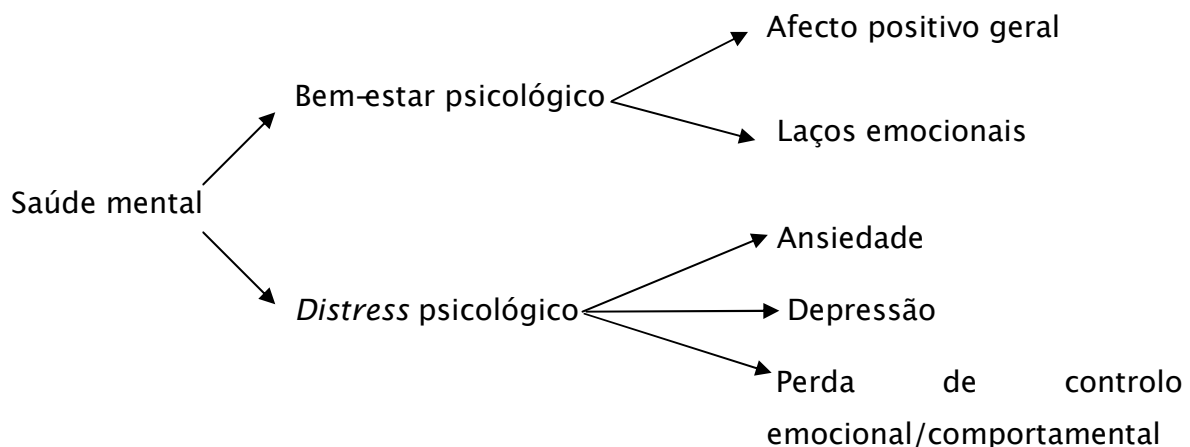 Afecto positivo geral
Bem-estar psicológico
Laços emocionais
Saúde mental
Ansiedade
Distress psicológico
Depressão
Perda de controlo
emocional/comportamental